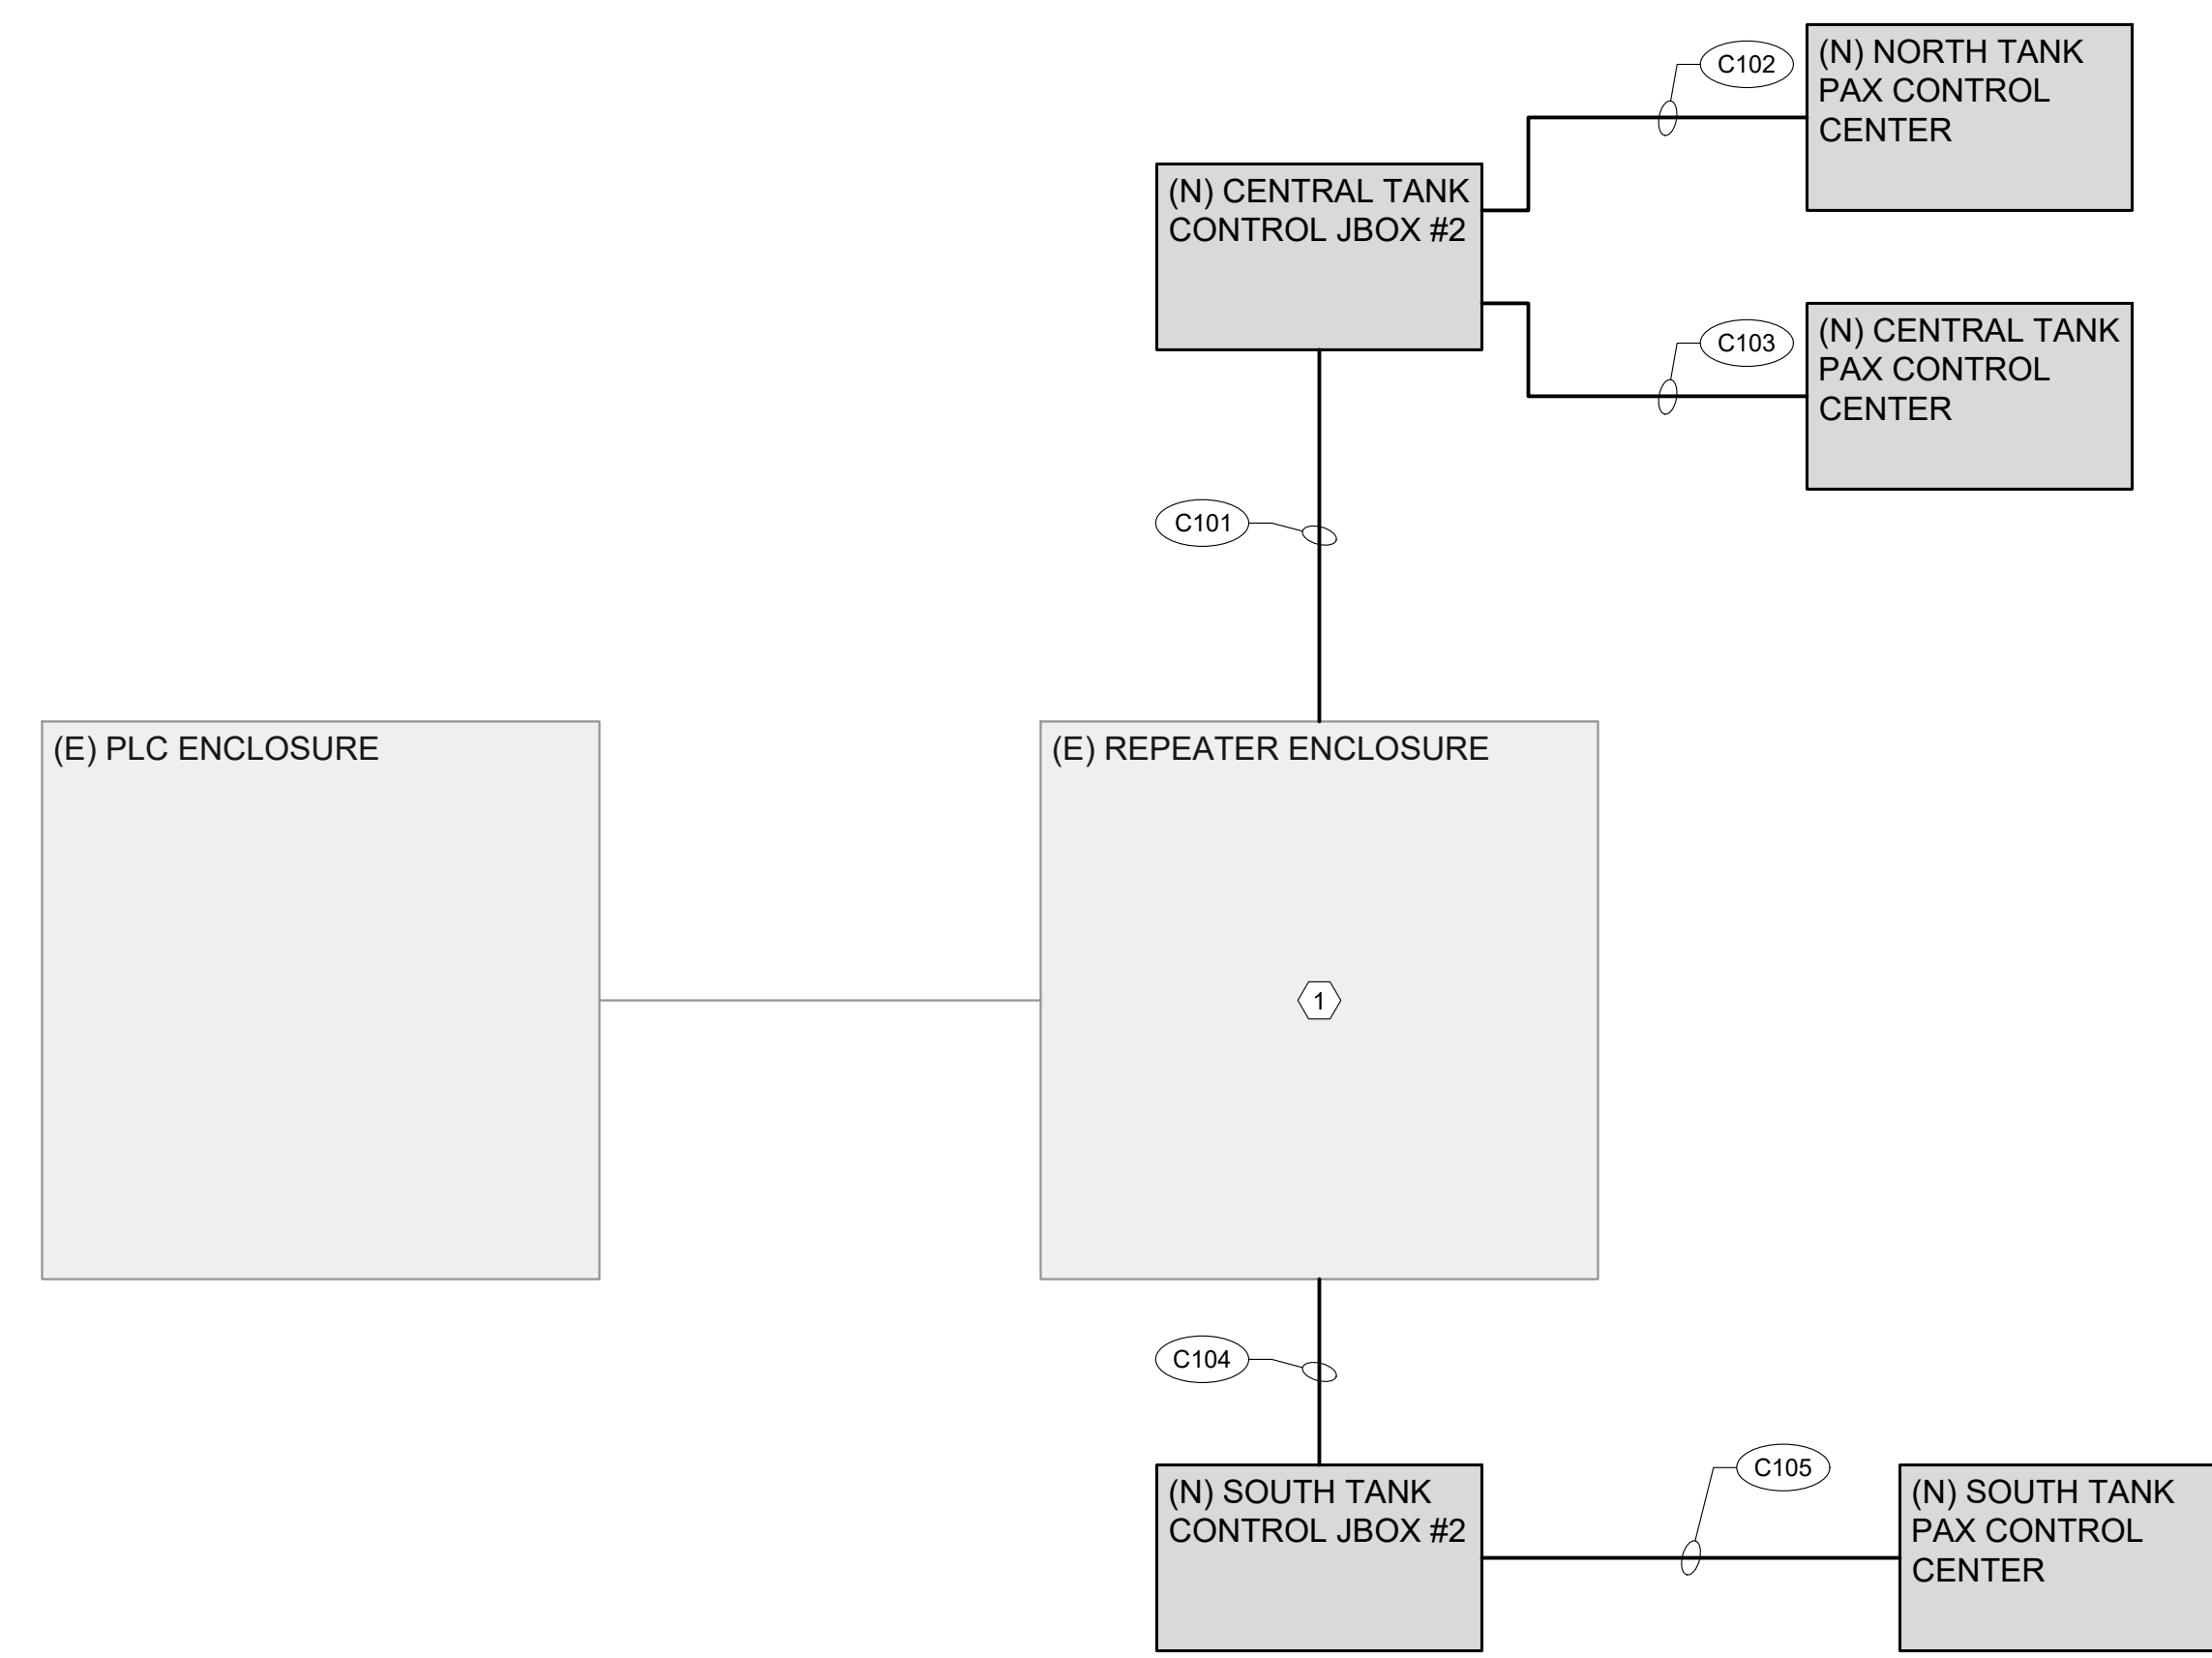 C102
(N) NORTH TANK
PAX CONTROL
CENTER
(N) CENTRAL TANK
CONTROL JBOX #2
C103
(N) CENTRAL TANK
PAX CONTROL
CENTER
C101
(E) PLC ENCLOSURE
(E) REPEATER ENCLOSURE
1
C104
C105
(N) SOUTH TANK
CONTROL JBOX #2
(N) SOUTH TANK
PAX CONTROL
CENTER